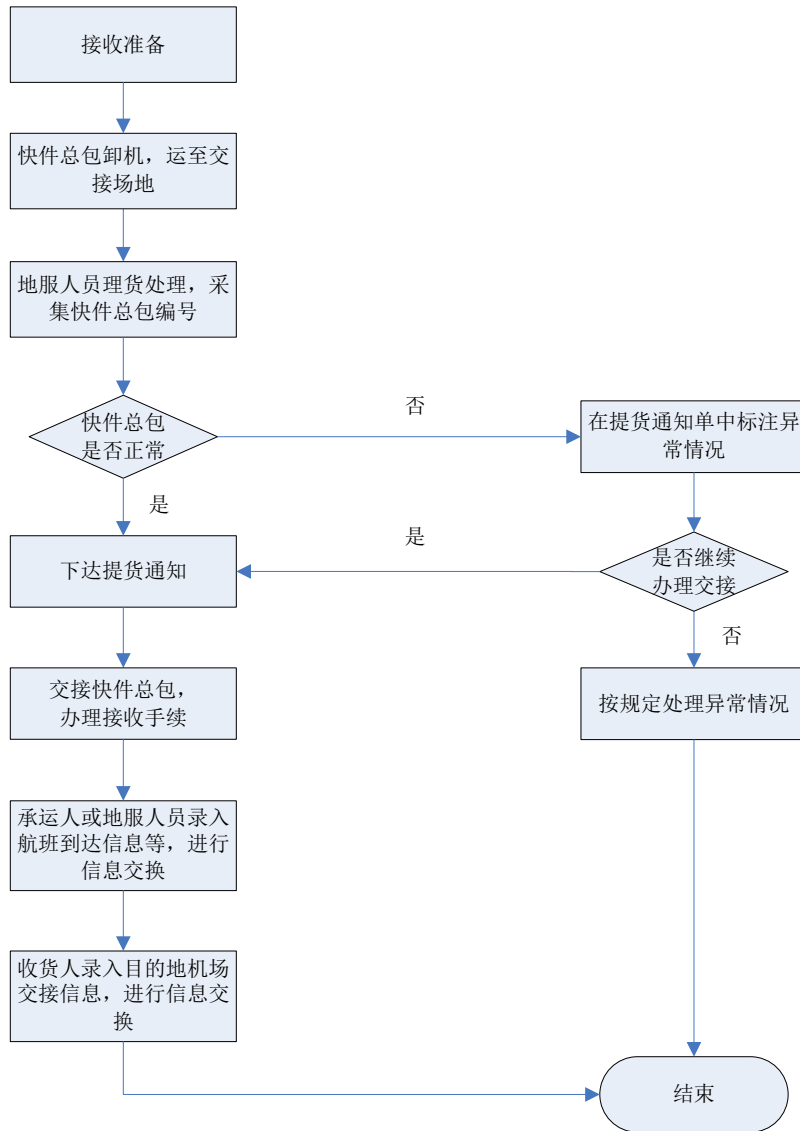 接收准备
快件总包卸机，运至交
接场地
地服人员理货处理，采
集快件总包编号
快件总包
是否正常
否
在提货通知单中标注异
常情况
是
下达提货通知
是
是否继续
办理交接
否
交接快件总包，
办理接收手续
按规定处理异常情况
承运人或地服人员录入
航班到达信息等，进行
信息交换
收货人录入目的地机场
交接信息，进行信息交
换
结束